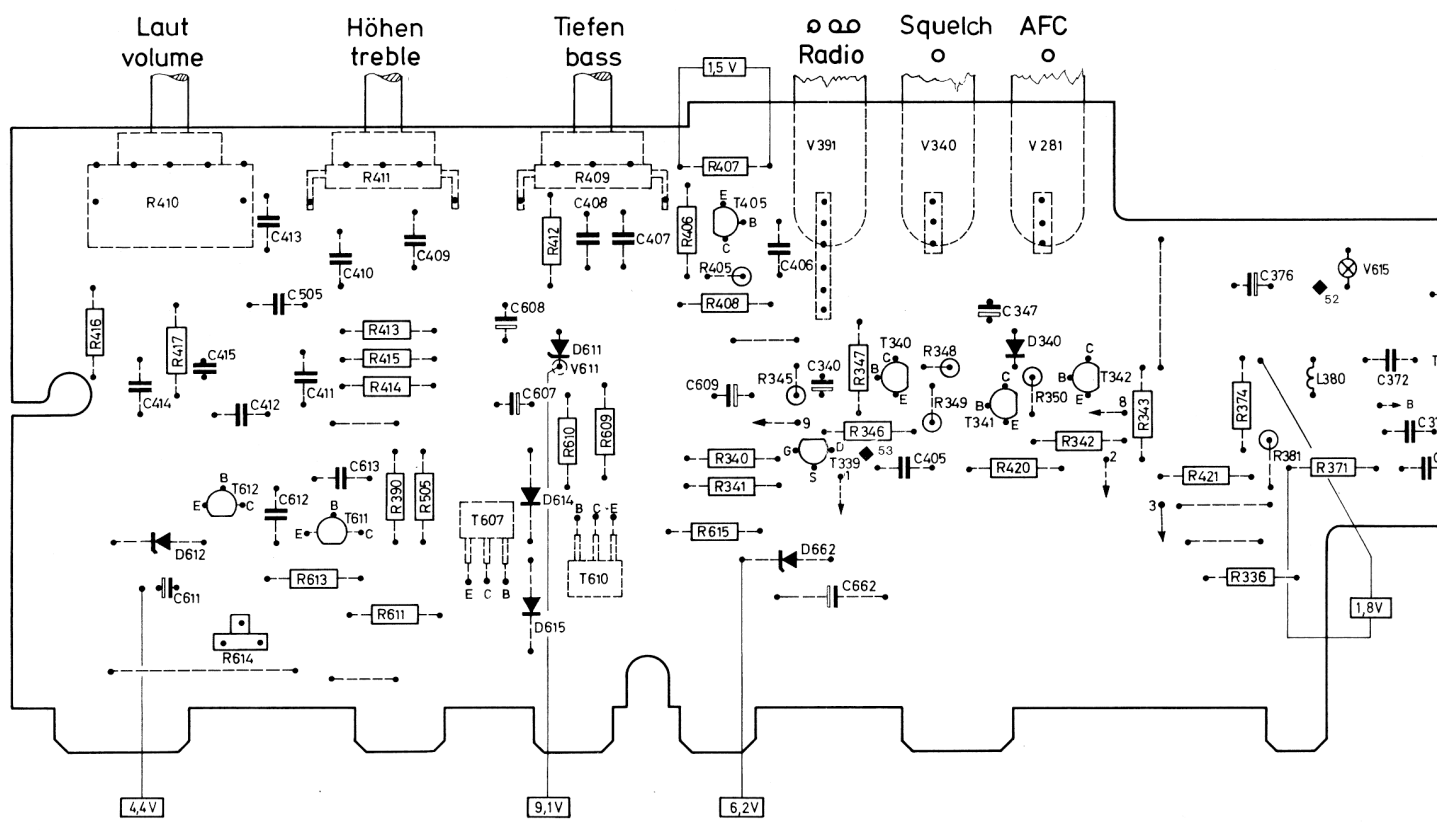 Laut
volume
Höhen
treble
Tiefen
bass
Radio
Squelch
AFC
1,5 V
R407
V391
V340
V281
R410
R411
R409
C413
C410
C409
R412
C408
C407
R406
E
T405
B
C
C406
R405
R408
C376
V615
52
C505
R416
R417
C415
C414
C412
R413
R415
R414
C411
C608
D611
V611
C607
C609
R345
C340
R347
T340
C
B
E
R348
R349
C347
D340
C
B
E
T341
R350
C
B
E
T342
8
R343
R374
L380
C372
B
9
R346
53
R342
2
R610
R609
R340
R341
G
D
S
T339
1
C405
R420
R421
R381
R371
3
C613
R390
R505
B
T612
E
C
C612
B
T611
E
C
D614
T607
E
C
B
B
C
E
T610
R615
D612
D662
R613
C611
C662
R336
1,8V
R611
D615
R614
4,4V
9,1V
6,2V